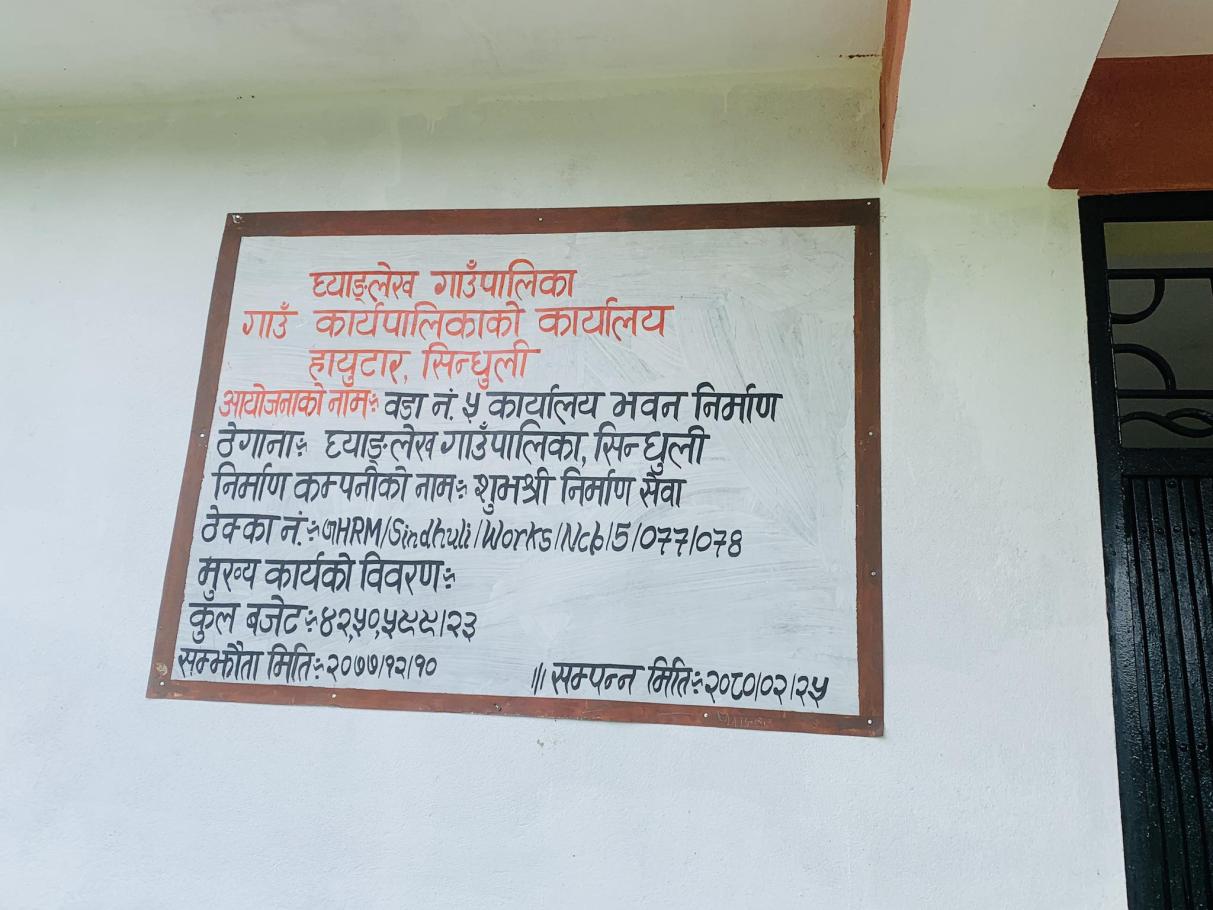 घ्याङ्लेख गाउँपालिका
गाउँ कार्यपालिकाको कार्यालय
हायुटार, सिन्धुली
आयोजनाको नामः- वडा नं. ५ कार्यालय भवन निर्माण
ठेगानाः- घ्याङ्लेख गाउँपालिका, सिन्धुली
निर्माण कम्पनीको नामः- शुभश्री निर्माण सेवा
ठेक्का नं.:- GHRM/Sindhuli/Works/Ncb/5/077/078
मुख्य कार्यको विवरणः-
कुल बजेटः- ४२,५०,५९९।२३
सम्झौता मितिः- २०७७।१२।१०
सम्पन्न मितिः- २०८०।०२।२५